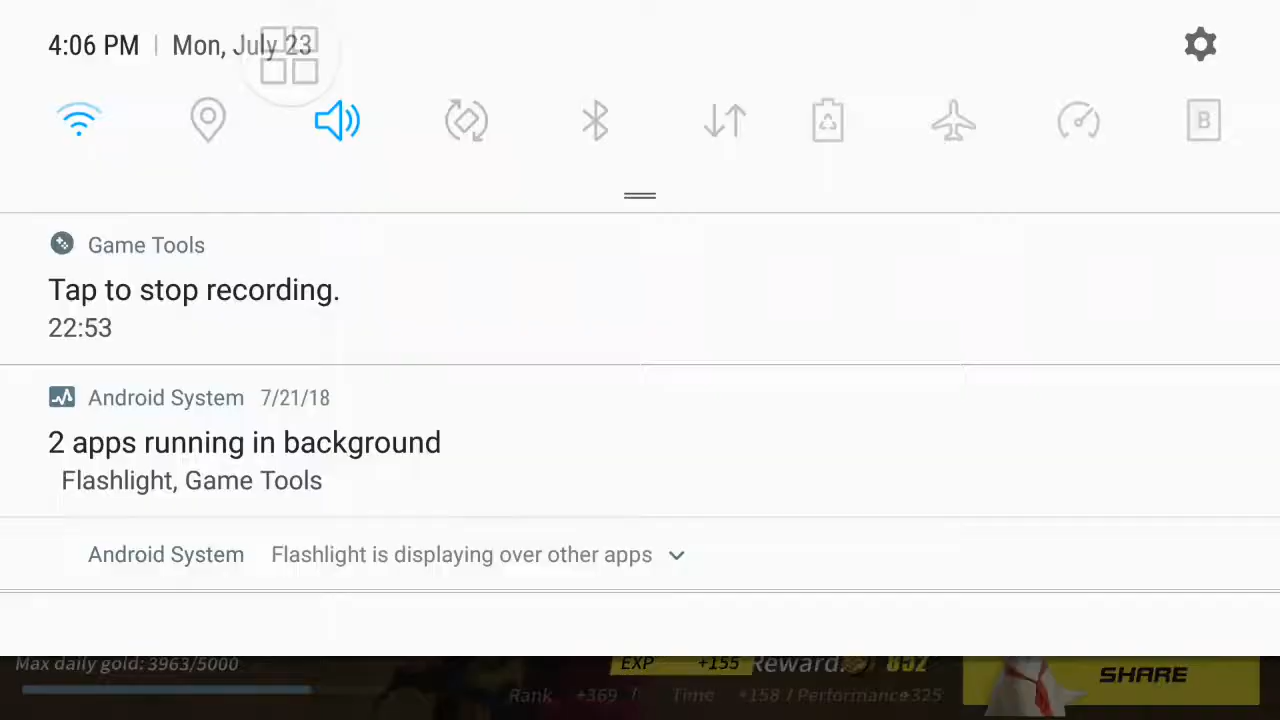 4:06 PM | Mon, July 23
B
Game Tools
Tap to stop recording.
22:53
Android System 7/21/18
2 apps running in background
Flashlight, Game Tools
Android System Flashlight is displaying over other apps
Max daily gold: 3963/5000
EXP +155 Reward: 852
SHARE
Rank +369 / Time +158 / Performance+325